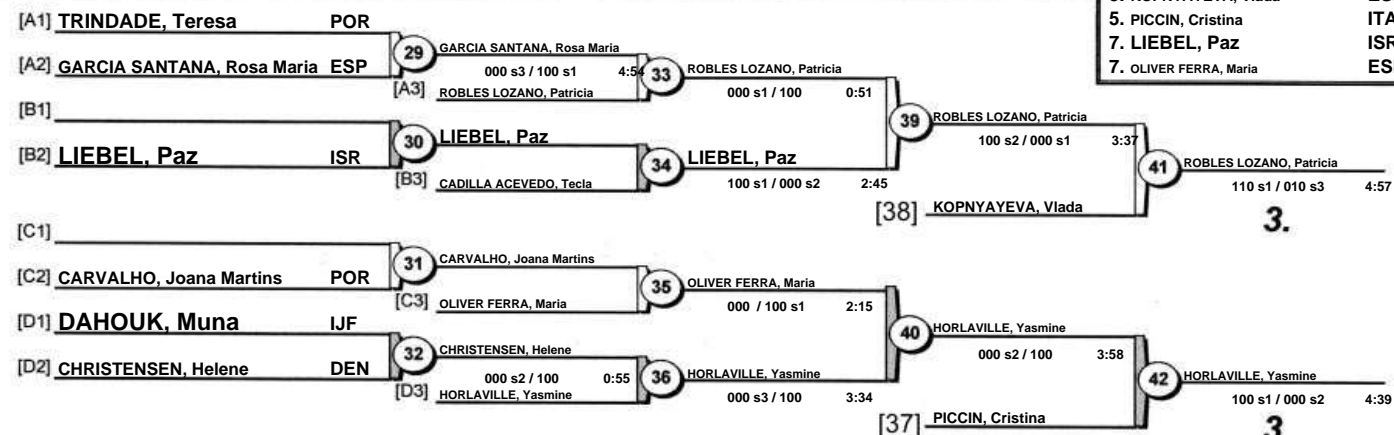 5. PICCIN, Cristina ITA
7. LIEBEL, Paz ISR
7. OLIVER FERRA, Maria
[A1] TRINDADE, Teresa POR
[A2] GARCIA SANTANA, Rosa Maria ESP
29
GARCIA SANTANA, Rosa Maria
000 s3 / 100 s1 4:54
[A3] ROBLES LOZANO, Patricia
33
ROBLES LOZANO, Patricia
000 s1 / 100 0:51
[B1]
[B2] LIEBEL, Paz ISR
30
LIEBEL, Paz
[B3] CADILLA ACEVEDO, Tecla
34
LIEBEL, Paz
100 s1 / 000 s2 2:45
39
ROBLES LOZANO, Patricia
100 s2 / 000 s1 3:37
[38] KOPNYAYEVA, Vlada
41
ROBLES LOZANO, Patricia
110 s1 / 010 s3 4:57
3.
[C1]
[C2] CARVALHO, Joana Martins POR
31
CARVALHO, Joana Martins
[C3] OLIVER FERRA, Maria
35
OLIVER FERRA, Maria
000 / 100 s1 2:15
[D1] DAHOUK, Muna IJF
[D2] CHRISTENSEN, Helene DEN
32
CHRISTENSEN, Helene
000 s2 / 100 0:55
[D3] HORLAVILLE, Yasmine
36
HORLAVILLE, Yasmine
000 s3 / 100 3:34
40
HORLAVILLE, Yasmine
000 s2 / 100 3:58
[37] PICCIN, Cristina
42
HORLAVILLE, Yasmine
100 s1 / 000 s2 4:39
3